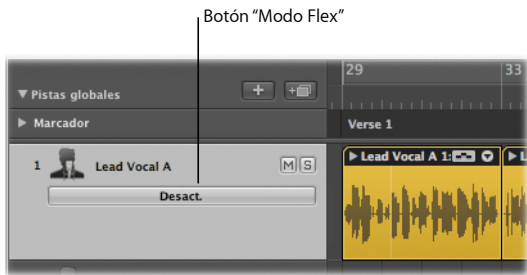 Botón “Modo Flex”
29 33
▼ Pistas globales
▶ Marcador
Verse 1
1 Lead Vocal A M S
Lead Vocal A 1:
L
Desact.